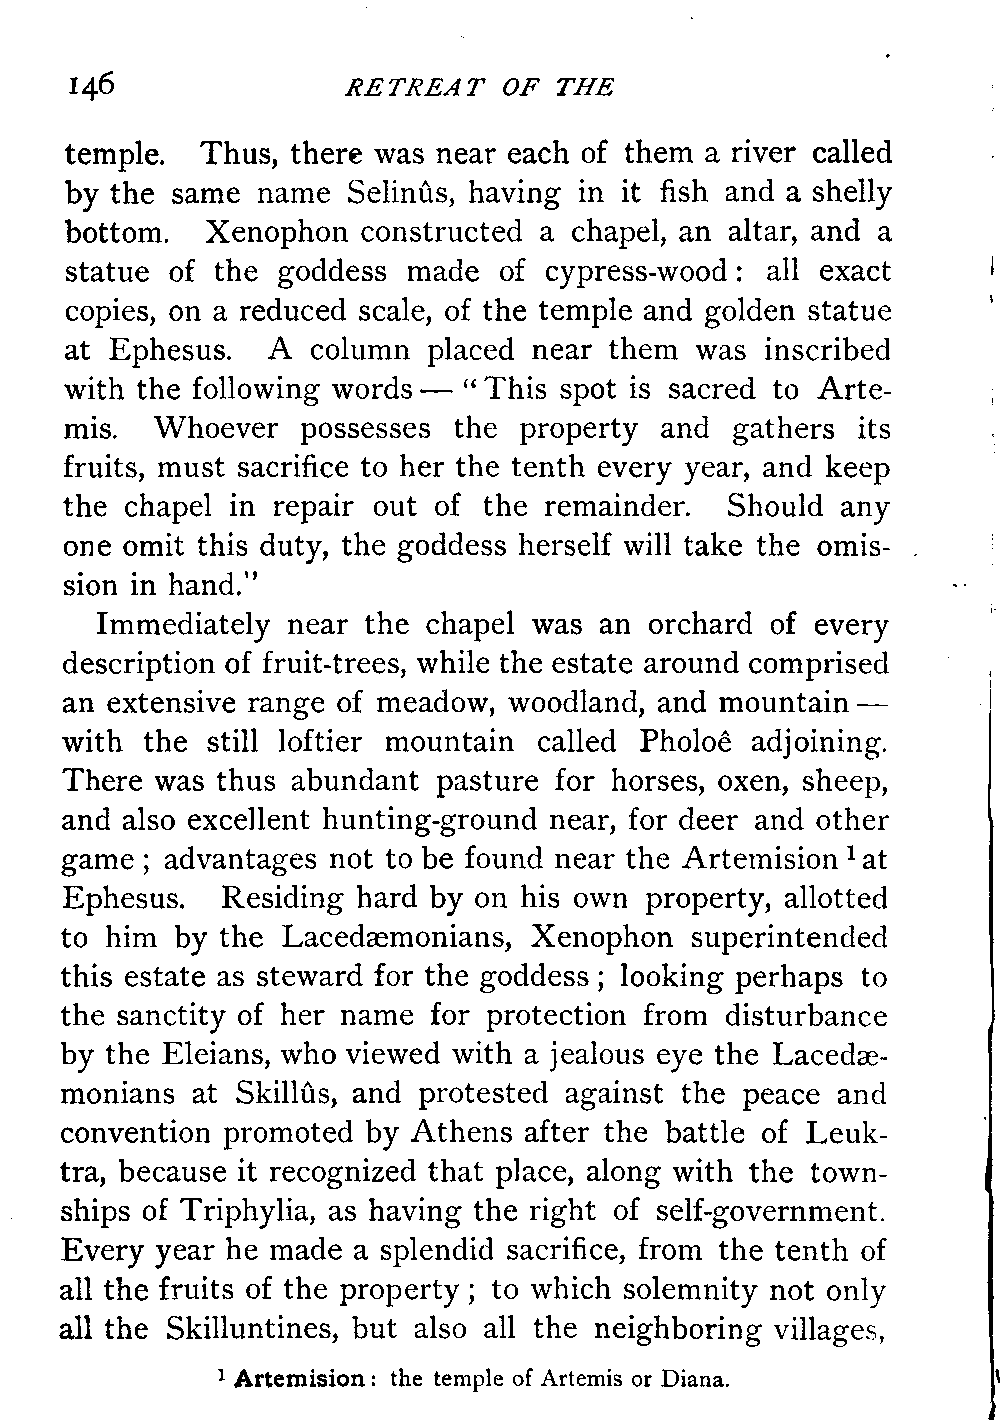 146 RETREAT OF THE
temple. Thus, there was near each of them a river called
by the same name Selinûs, having in it fish and a shelly
bottom. Xenophon constructed a chapel, an altar, and a
statue of the goddess made of cypress-wood : all exact
copies, on a reduced scale, of the temple and golden statue
at Ephesus. A column placed near them was inscribed
with the following words — “ This spot is sacred to Arte-
mis. Whoever possesses the property and gathers its
fruits, must sacrifice to her the tenth every year, and keep
the chapel in repair out of the remainder. Should any
one omit this duty, the goddess herself will take the omis-
sion in hand.”
Immediately near the chapel was an orchard of every
description of fruit-trees, while the estate around comprised
an extensive range of meadow, woodland, and mountain —
with the still loftier mountain called Pholoê adjoining.
There was thus abundant pasture for horses, oxen, sheep,
and also excellent hunting-ground near, for deer and other
game ; advantages not to be found near the Artemision ¹ at
Ephesus. Residing hard by on his own property, allotted
to him by the Lacedæmonians, Xenophon superintended
this estate as steward for the goddess ; looking perhaps to
the sanctity of her name for protection from disturbance
by the Eleians, who viewed with a jealous eye the Lacedæ-
monians at Skillûs, and protested against the peace and
convention promoted by Athens after the battle of Leuk-
tra, because it recognized that place, along with the town-
ships of Triphylia, as having the right of self-government.
Every year he made a splendid sacrifice, from the tenth of
all the fruits of the property ; to which solemnity not only
all the Skilluntines, but also all the neighboring villages,
¹ Artemision : the temple of Artemis or Diana.